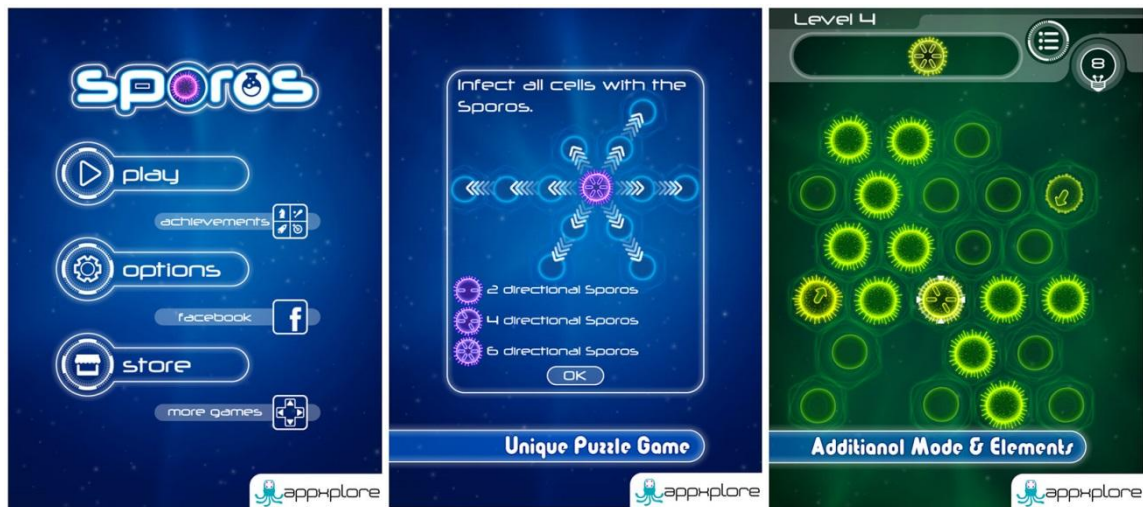 sporos
play
achievements
options
facebook
f
store
more games
appxplore
Infect all cells with the
Sporos.
2 directional Sporos
4 directional Sporos
6 directional Sporos
OK
Unique Puzzle Game
appxplore
Level 4
8
Additional Mode & Elements
appxplore